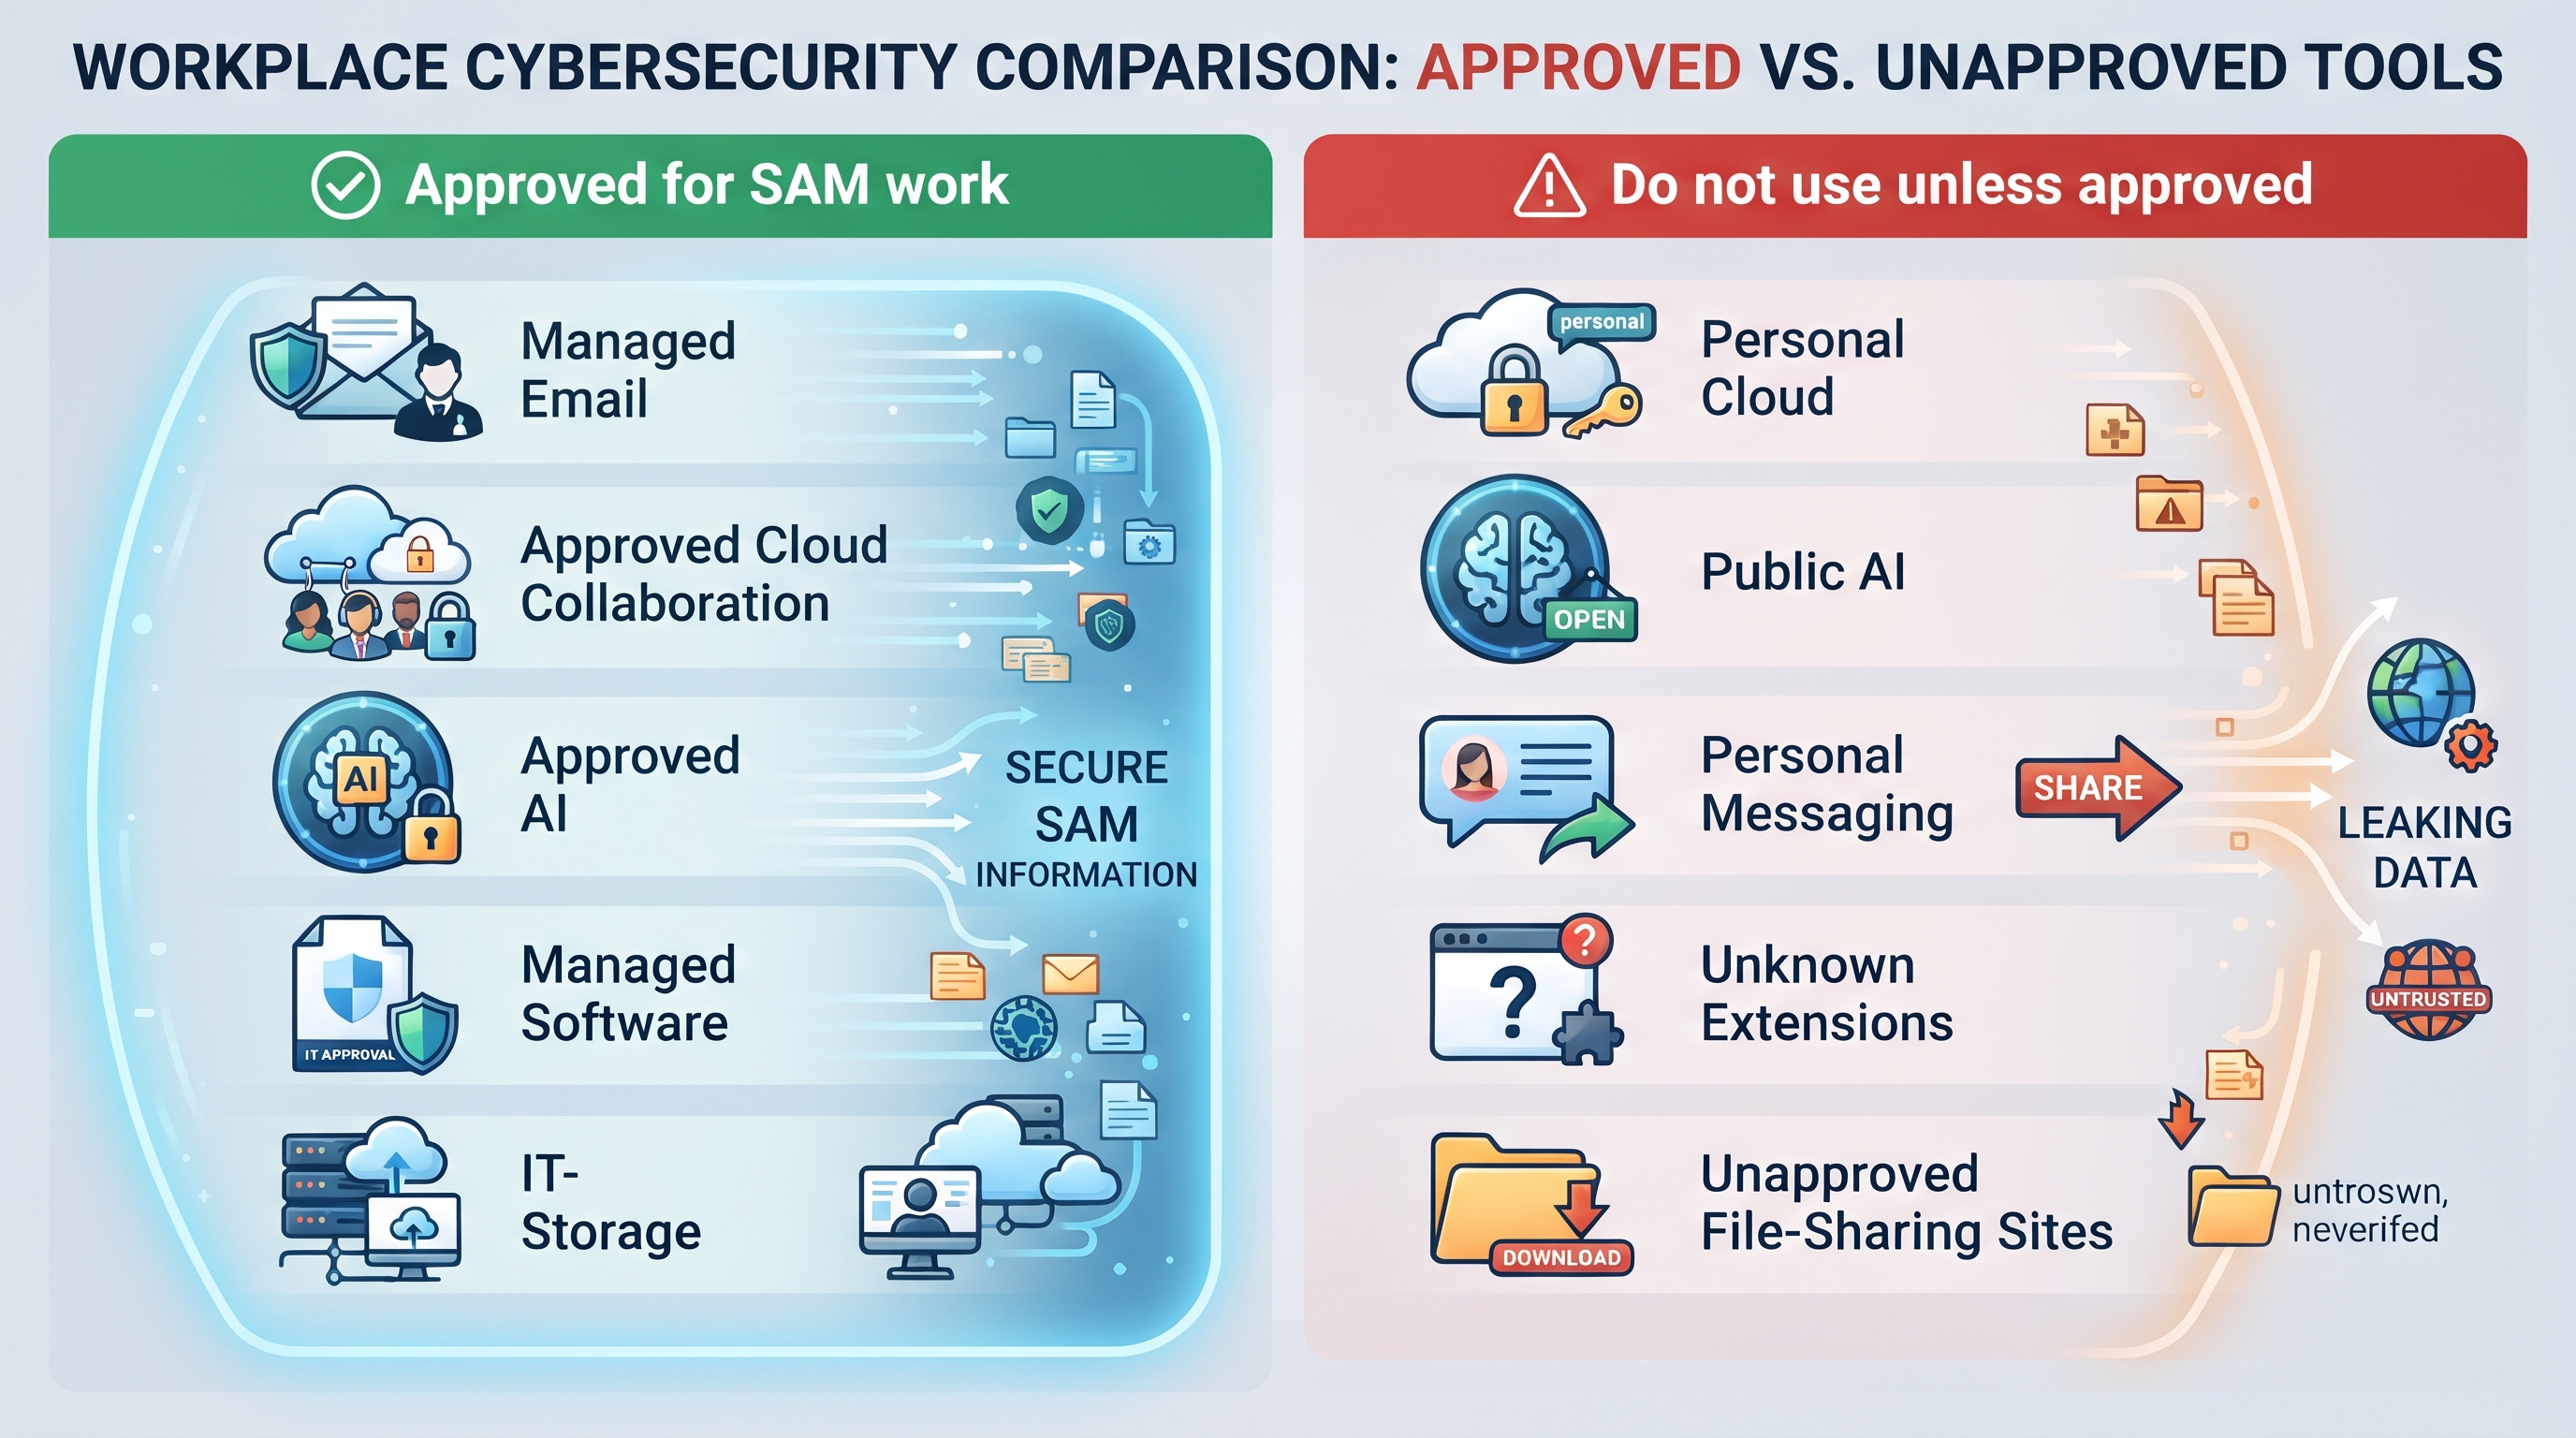 WORKPLACE CYBERSECURITY COMPARISON: APPROVED VS. UNAPPROVED TOOLS
Approved for SAM work
Managed
Email
Approved Cloud
Collaboration
AI
Approved
AI
SECURE
SAM
INFORMATION
IT APPROVAL
Managed
Software
IT-
Storage
Do not use unless approved
personal
Personal
Cloud
OPEN
Public AI
Personal
Messaging
SHARE
LEAKING
DATA
UNTRUSTED
?
?
Unknown
Extensions
DOWNLOAD
Unapproved
File-Sharing Sites
untroswn,
neverifed